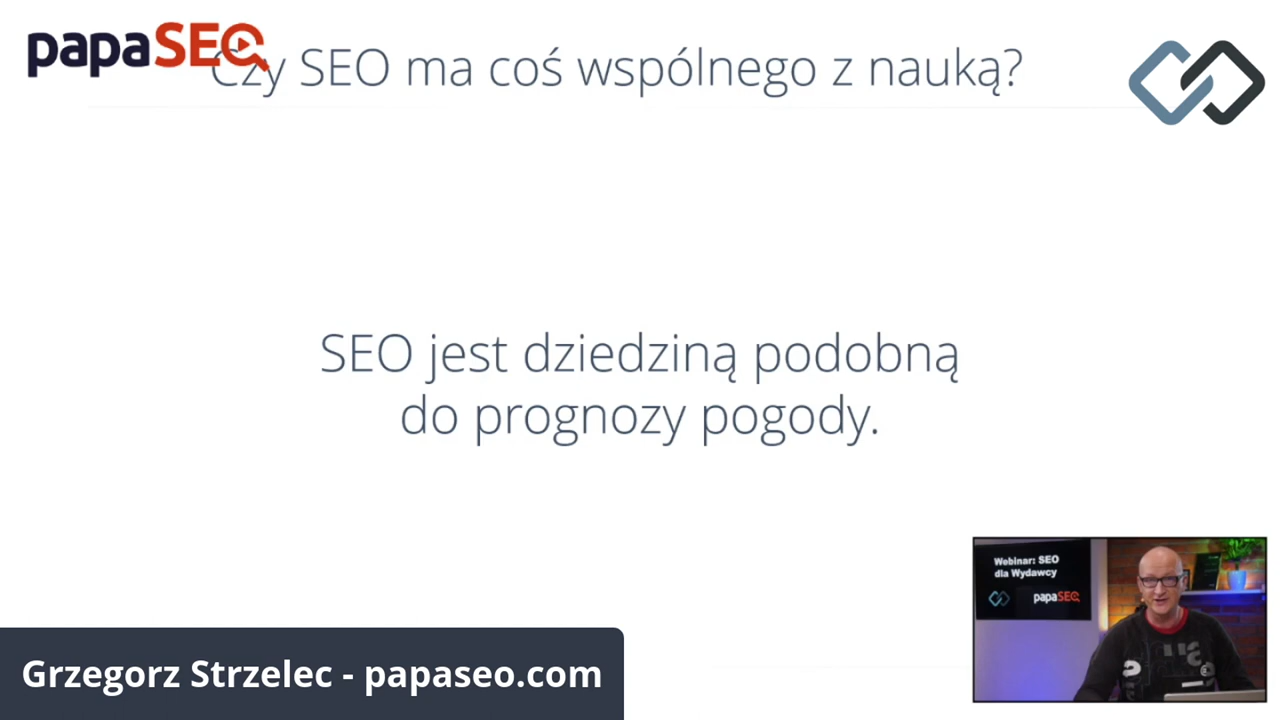 papaSEO
Czy SEO ma coś wspólnego z nauką?
SEO jest dziedziną podobną
do prognozy pogody.
Webinar: SEO
dla Wydawcy
papaSEO
Grzegorz Strzelec - papaseo.com